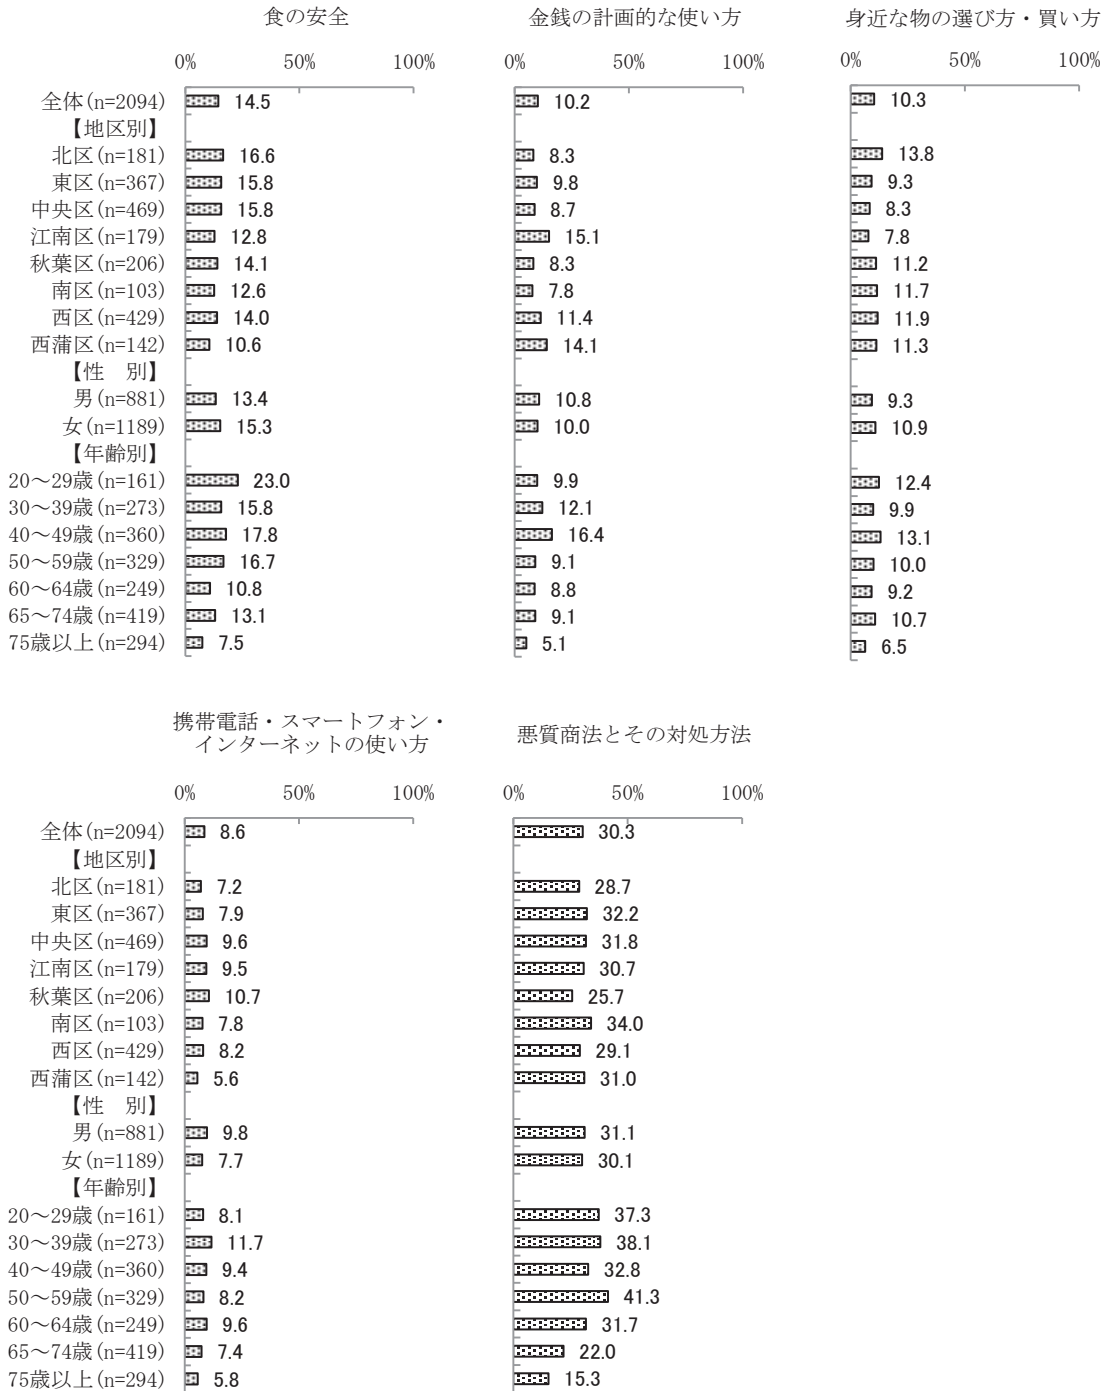 食の安全 金銭の計画的な使い方 身近な物の選び方・買い方
0% 50% 100% 0% 50% 100% 0% 50% 100%
全体(n=2094) 14.5 10.2 10.3
【地区別】
北区(n=181) 16.6 8.3 13.8
東区(n=367) 15.8 9.8 9.3
中央区(n=469) 15.8 8.7 8.3
江南区(n=179) 12.8 15.1 7.8
秋葉区(n=206) 14.1 8.3 11.2
南区(n=103) 12.6 7.8 11.7
西区(n=429) 14.0 11.4 11.9
西蒲区(n=142) 10.6 14.1 11.3
【性　別】
男(n=881) 13.4 10.8 9.3
女(n=1189) 15.3 10.0 10.9
【年齢別】
20～29歳(n=161) 23.0 9.9 12.4
30～39歳(n=273) 15.8 12.1 9.9
40～49歳(n=360) 17.8 16.4 13.1
50～59歳(n=329) 16.7 9.1 10.0
60～64歳(n=249) 10.8 8.8 9.2
65～74歳(n=419) 13.1 9.1 10.7
75歳以上(n=294) 7.5 5.1 6.5
携帯電話・スマートフォン・
インターネットの使い方 悪質商法とその対処方法
0% 50% 100% 0% 50% 100%
全体(n=2094) 8.6 30.3
【地区別】
北区(n=181) 7.2 28.7
東区(n=367) 7.9 32.2
中央区(n=469) 9.6 31.8
江南区(n=179) 9.5 30.7
秋葉区(n=206) 10.7 25.7
南区(n=103) 7.8 34.0
西区(n=429) 8.2 29.1
西蒲区(n=142) 5.6 31.0
【性　別】
男(n=881) 9.8 31.1
女(n=1189) 7.7 30.1
【年齢別】
20～29歳(n=161) 8.1 37.3
30～39歳(n=273) 11.7 38.1
40～49歳(n=360) 9.4 32.8
50～59歳(n=329) 8.2 41.3
60～64歳(n=249) 9.6 31.7
65～74歳(n=419) 7.4 22.0
75歳以上(n=294) 5.8 15.3